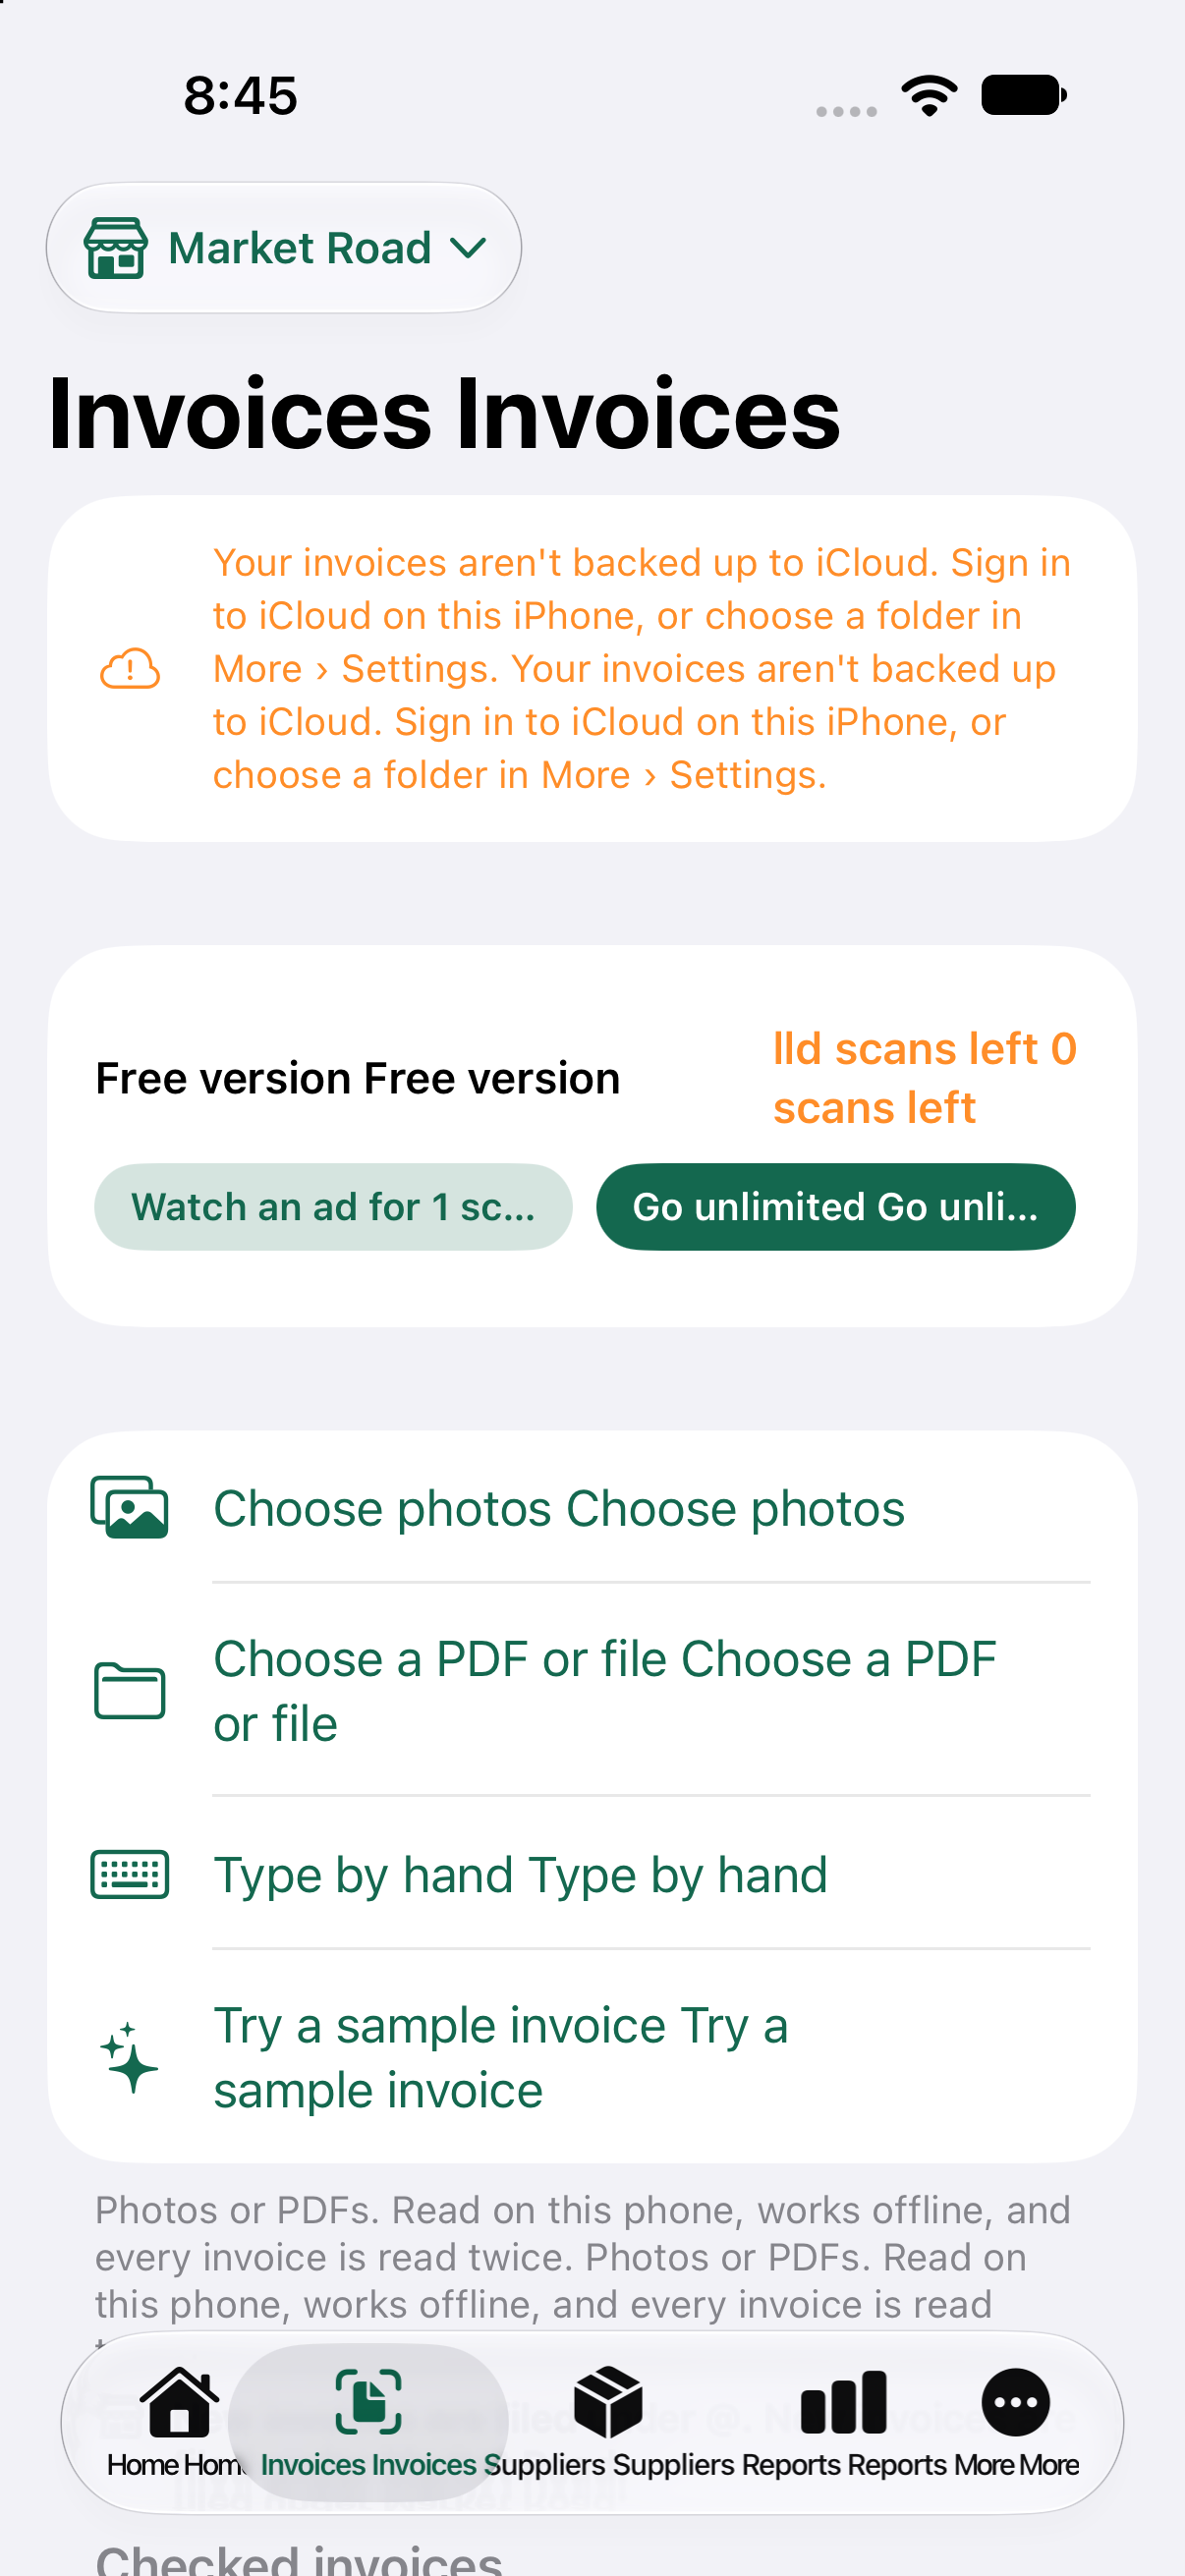 8:45
Market Road
Invoices Invoices
Your invoices aren't backed up to iCloud. Sign in
to iCloud on this iPhone, or choose a folder in
More › Settings. Your invoices aren't backed up
to iCloud. Sign in to iCloud on this iPhone, or
choose a folder in More › Settings.
Free version Free version
lld scans left 0
scans left
Watch an ad for 1 sc...
Go unlimited Go unli...
Choose photos Choose photos
Choose a PDF or file Choose a PDF
or file
Type by hand Type by hand
Try a sample invoice Try a
sample invoice
Photos or PDFs. Read on this phone, works offline, and
every invoice is read twice. Photos or PDFs. Read on
this phone, works offline, and every invoice is read
Home Home Invoices Invoices Suppliers Suppliers Reports Reports More More
Checked invoices